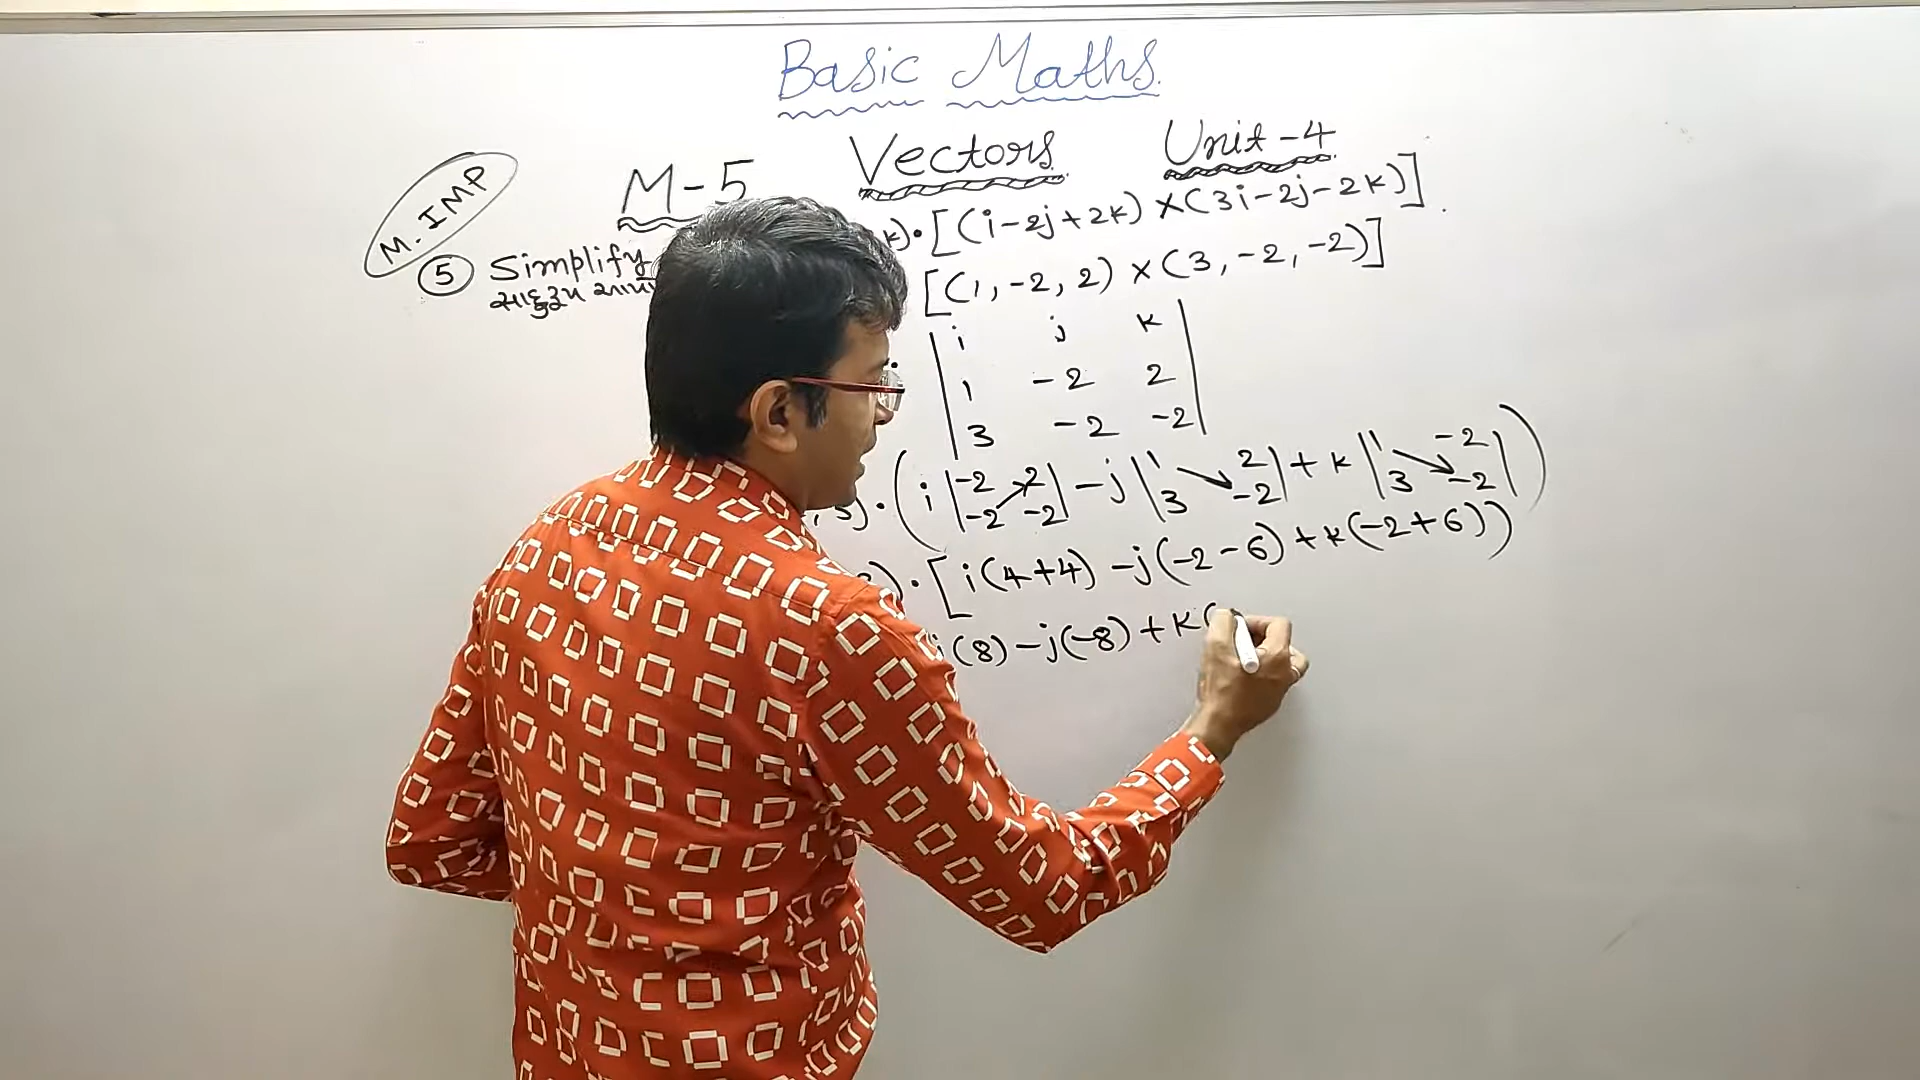 Basic Maths.
Vectors Unit-4
M-5
M. IMP
k)·[(i-2j+2k)×(3i-2j-2k)].
5 Simplify
[(1,-2,2)×(3,-2,-2)]
સાદુરૂપ
i j k
1 -2 2
3 -2 -2
, 3)·(i|-2 2| -j|1 2| +k|1 -2|)
|-2 -2| |3 -2| |3 -2|
)·[i(4+4)-j(-2-6)+k(-2+6))
i(8)-j(-8)+k(